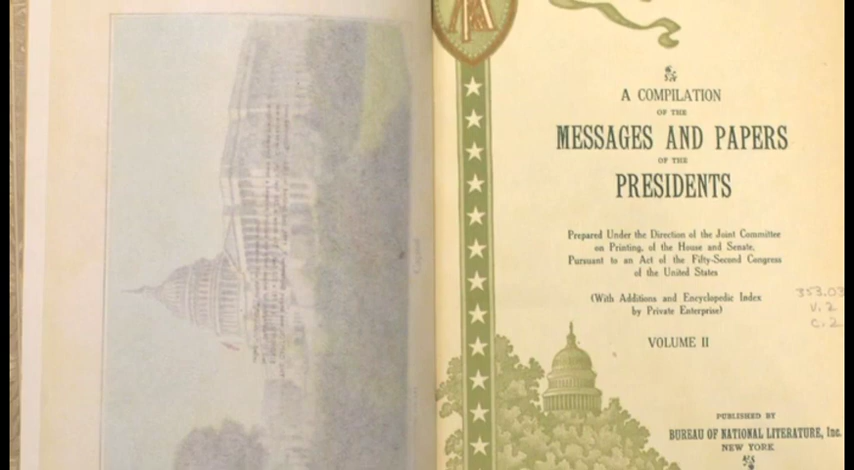 A COMPILATION
OF THE
MESSAGES AND PAPERS
OF THE
PRESIDENTS
Prepared Under the Direction of the Joint Committee
on Printing, of the House and Senate,
Pursuant to an Act of the Fifty-Second Congress
of the United States
(With Additions and Encyclopedic Index
by Private Enterprise)
VOLUME II
353.03
V. 2
C. 2
PUBLISHED BY
BUREAU OF NATIONAL LITERATURE, Inc.
NEW YORK